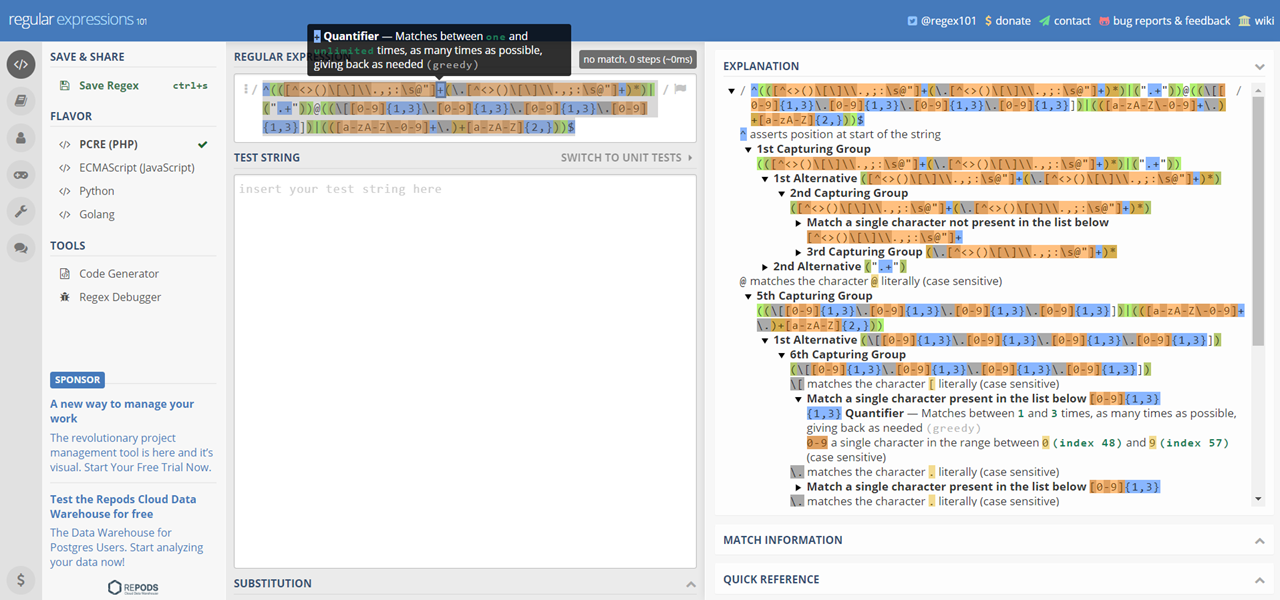 regular expressions 101
@regex101
$ donate
contact
bug reports & feedback
wiki
SAVE & SHARE
Save Regex ctrl+s
FLAVOR
</> PCRE (PHP)
</> ECMAScript (JavaScript)
</> Python
</> Golang
TOOLS
Code Generator
Regex Debugger
SPONSOR
A new way to manage your
work
The revolutionary project
management tool is here and it's
visual. Start Your Free Trial Now.
Test the Repods Cloud Data
Warehouse for free
The Data Warehouse for
Postgres Users. Start analyzing
your data now!
REPODS
$
+ Quantifier — Matches between one and
unlimited times, as many times as possible,
giving back as needed (greedy)
REGULAR EXPRE
no match, 0 steps (~0ms)
/ ^(([^<>()\[\]\\.,;:\s@"]+(\.[^<>()\[\]\\.,;:\s@"]+)*)| /
(".+"))@((\[[0-9]{1,3}\.[0-9]{1,3}\.[0-9]{1,3}\.[0-9]
{1,3}])|(([a-zA-Z\-0-9]+\.)+[a-zA-Z]{2,}))$
TEST STRING
SWITCH TO UNIT TESTS
insert your test string here
SUBSTITUTION
EXPLANATION
/ ^(([^<>()\[\]\\.,;:\s@"]+(\.[^<>()\[\]\\.,;:\s@"]+)*)|(".+"))@((\[[ /
0-9]{1,3}\.[0-9]{1,3}\.[0-9]{1,3}\.[0-9]{1,3}])|(([a-zA-Z\-0-9]+\.)
+[a-zA-Z]{2,}))$
^ asserts position at start of the string
1st Capturing Group
(([^<>()\[\]\\.,;:\s@"]+(\.[^<>()\[\]\\.,;:\s@"]+)*)|(".+"))
1st Alternative ([^<>()\[\]\\.,;:\s@"]+(\.[^<>()\[\]\\.,;:\s@"]+)*)
2nd Capturing Group
([^<>()\[\]\\.,;:\s@"]+(\.[^<>()\[\]\\.,;:\s@"]+)*)
Match a single character not present in the list below
[^<>()\[\]\\.,;:\s@"]+
3rd Capturing Group (\.[^<>()\[\]\\.,;:\s@"]+)*
2nd Alternative (".+")
@ matches the character @ literally (case sensitive)
5th Capturing Group
((\[[0-9]{1,3}\.[0-9]{1,3}\.[0-9]{1,3}\.[0-9]{1,3}])|(([a-zA-Z\-0-9]+
\.)+[a-zA-Z]{2,}))
1st Alternative (\[[0-9]{1,3}\.[0-9]{1,3}\.[0-9]{1,3}\.[0-9]{1,3}])
6th Capturing Group
(\[[0-9]{1,3}\.[0-9]{1,3}\.[0-9]{1,3}\.[0-9]{1,3}])
\[ matches the character [ literally (case sensitive)
Match a single character present in the list below [0-9]{1,3}
{1,3} Quantifier — Matches between 1 and 3 times, as many times as possible,
giving back as needed (greedy)
0-9 a single character in the range between 0 (index 48) and 9 (index 57)
(case sensitive)
\. matches the character . literally (case sensitive)
Match a single character present in the list below [0-9]{1,3}
\. matches the character . literally (case sensitive)
MATCH INFORMATION
QUICK REFERENCE